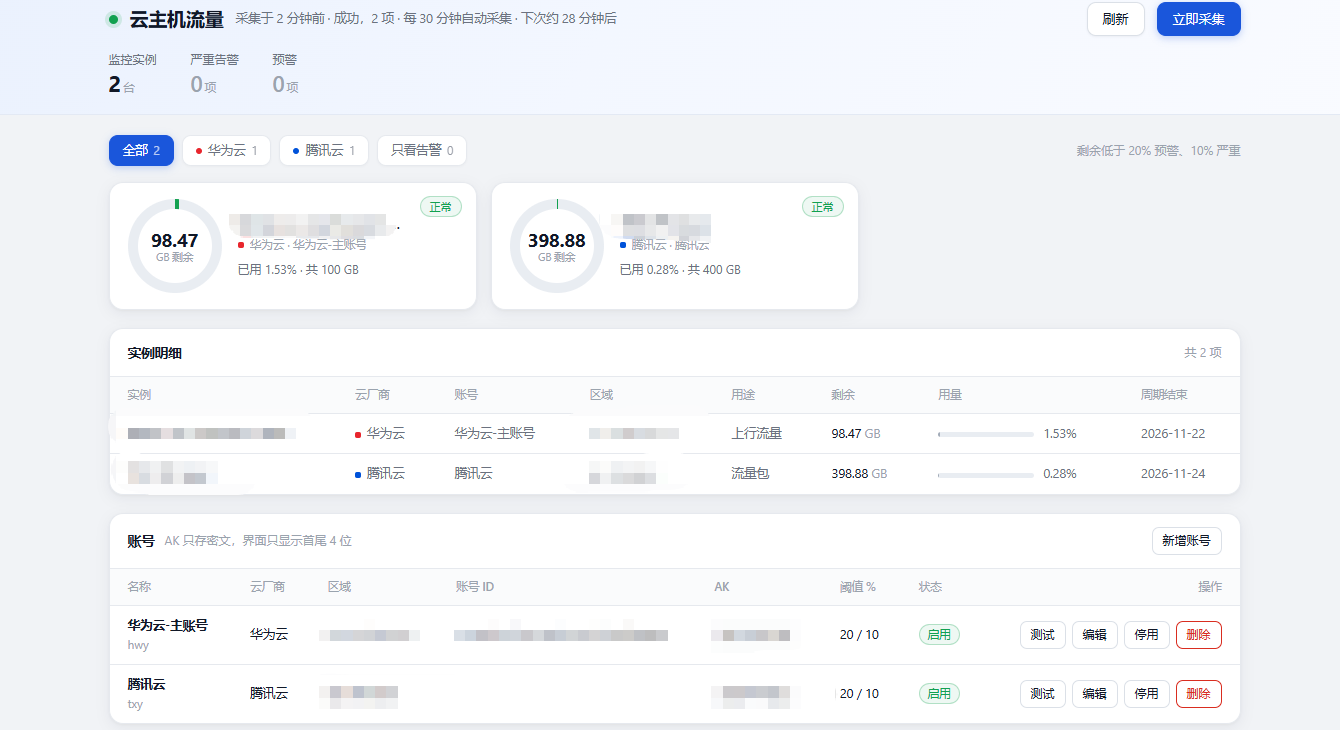 云主机流量 采集于 2 分钟前 · 成功，2 项 · 每 30 分钟自动采集 · 下次约 28 分钟后 刷新 立即采集
监控实例 严重告警 预警
2 台 0 项 0 项
全部 2 华为云 1 腾讯云 1 只看告警 0 剩余低于 20% 预警、10% 严重
正常
98.47
GB 剩余
华为云 · 华为云-主账号
已用 1.53% · 共 100 GB
正常
398.88
GB 剩余
腾讯云 · 腾讯云
已用 0.28% · 共 400 GB
实例明细 共 2 项
实例 云厂商 账号 区域 用途 剩余 用量 周期结束
华为云 华为云-主账号 上行流量 98.47 GB 1.53% 2026-11-22
腾讯云 腾讯云 流量包 398.88 GB 0.28% 2026-11-24
账号 AK 只存密文，界面只显示首尾 4 位 新增账号
名称 云厂商 区域 账号 ID AK 阈值 % 状态 操作
华为云-主账号
hwy
华为云 20 / 10 启用 测试 编辑 停用 删除
腾讯云
txy
腾讯云 20 / 10 启用 测试 编辑 停用 删除